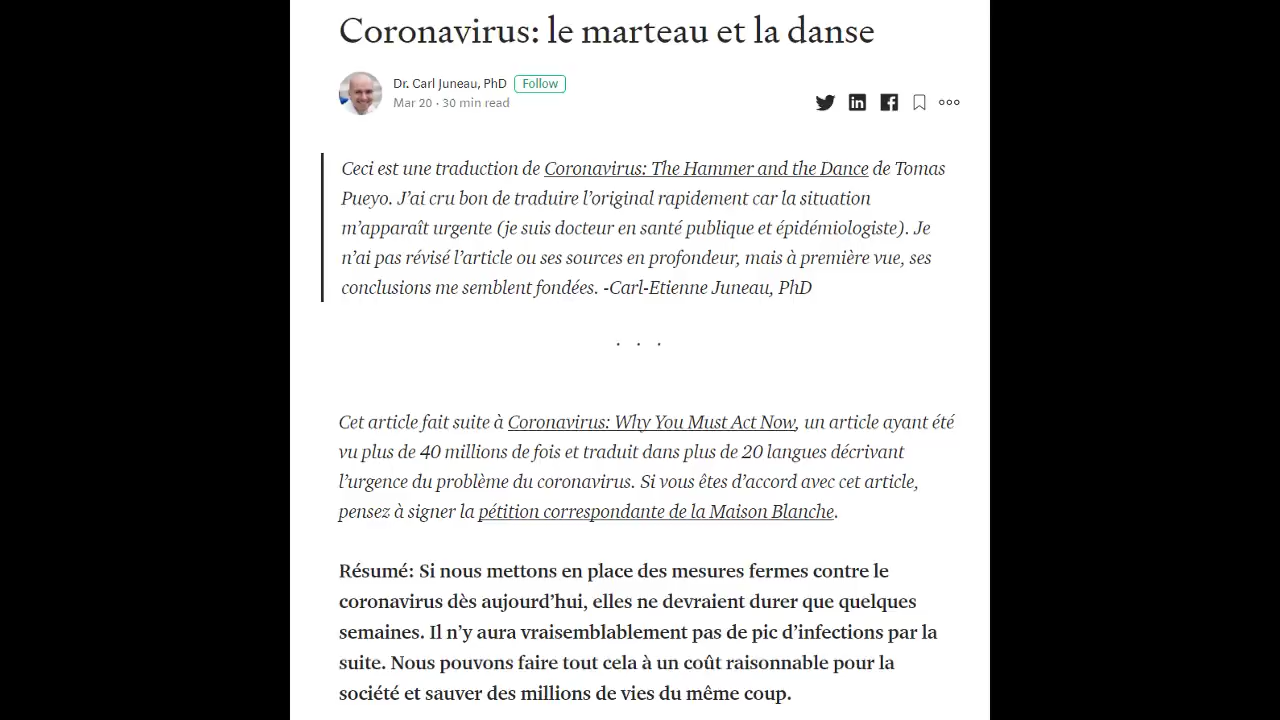 Coronavirus: le marteau et la danse
Dr. Carl Juneau, PhD Follow
Mar 20 · 30 min read
Ceci est une traduction de Coronavirus: The Hammer and the Dance de Tomas
Pueyo. J’ai cru bon de traduire l’original rapidement car la situation
m’apparaît urgente (je suis docteur en santé publique et épidémiologiste). Je
n’ai pas révisé l’article ou ses sources en profondeur, mais à première vue, ses
conclusions me semblent fondées. -Carl-Etienne Juneau, PhD
. . .
Cet article fait suite à Coronavirus: Why You Must Act Now, un article ayant été
vu plus de 40 millions de fois et traduit dans plus de 20 langues décrivant
l’urgence du problème du coronavirus. Si vous êtes d’accord avec cet article,
pensez à signer la pétition correspondante de la Maison Blanche.
Résumé: Si nous mettons en place des mesures fermes contre le
coronavirus dès aujourd’hui, elles ne devraient durer que quelques
semaines. Il n’y aura vraisemblablement pas de pic d’infections par la
suite. Nous pouvons faire tout cela à un coût raisonnable pour la
société et sauver des millions de vies du même coup.